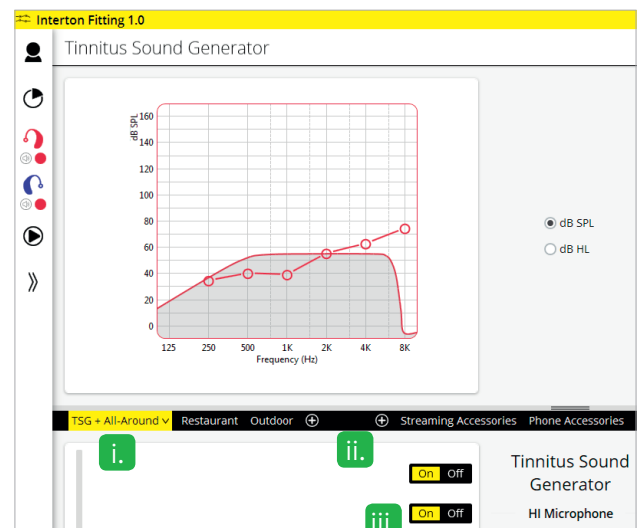 Interton Fitting 1.0
Tinnitus Sound Generator
dB SPL
160
140
120
100
80
60
40
20
0
125 250 500 1K 2K 4K 8K
Frequency (Hz)
dB SPL
dB HL
TSG + All-Around Restaurant Outdoor Streaming Accessories Phone Accessories
i.
ii.
Tinnitus Sound
Generator
On Off
HI Microphone
iii.
On Off